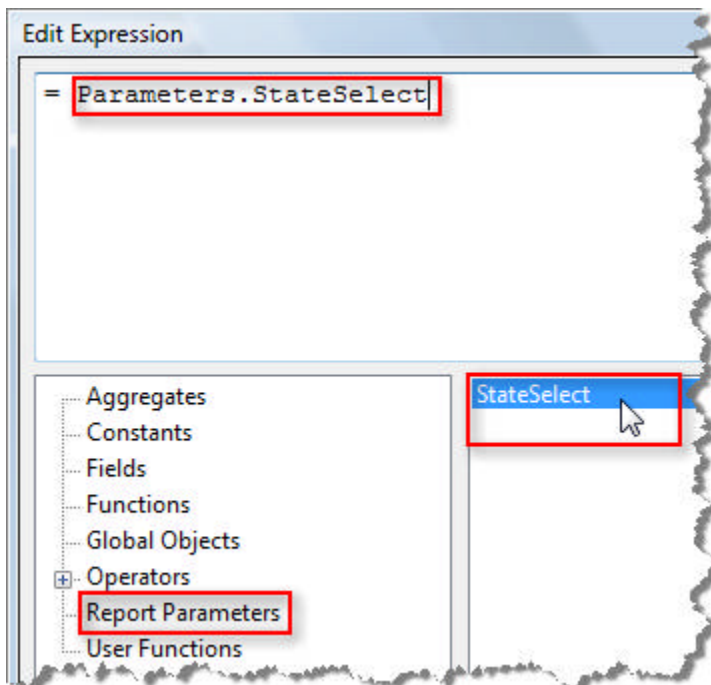 Edit Expression
= Parameters.StateSelect
Aggregates
Constants
Fields
Functions
Global Objects
Operators
Report Parameters
User Functions
StateSelect